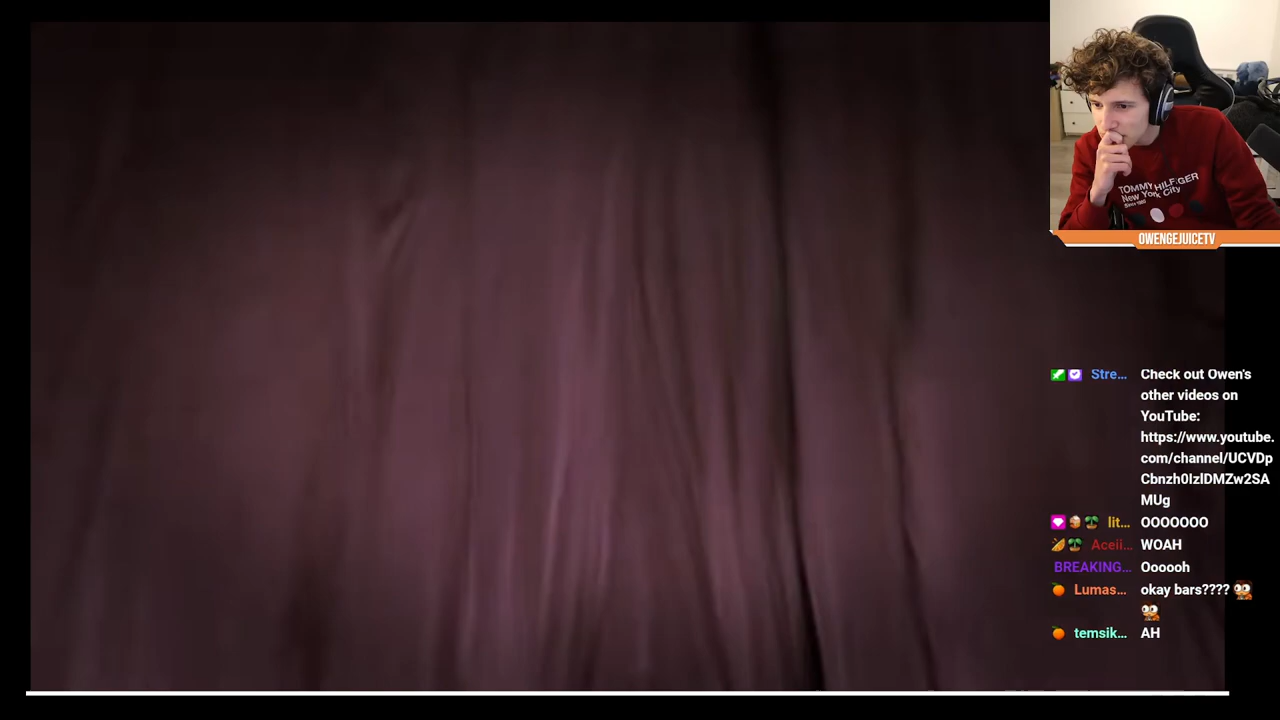 TOMMY HILFIGER
New York City
OWENGEJUICETV
Stre... Check out Owen's
other videos on
YouTube:
https://www.youtube.
com/channel/UCVDp
Cbnzh0IzlDMZw2SA
MUg
lit... OOOOOOO
Aceii... WOAH
BREAKING... Oooooh
Lumas... okay bars????
temsik... AH